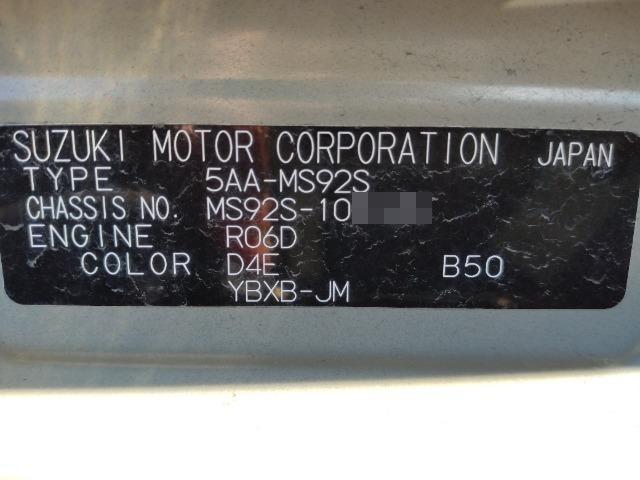 SUZUKI MOTOR CORPORATION JAPAN
TYPE 5AA-MS92S
CHASSIS NO. MS92S-10
ENGINE R06D
COLOR D4E B50
YBXB-JM